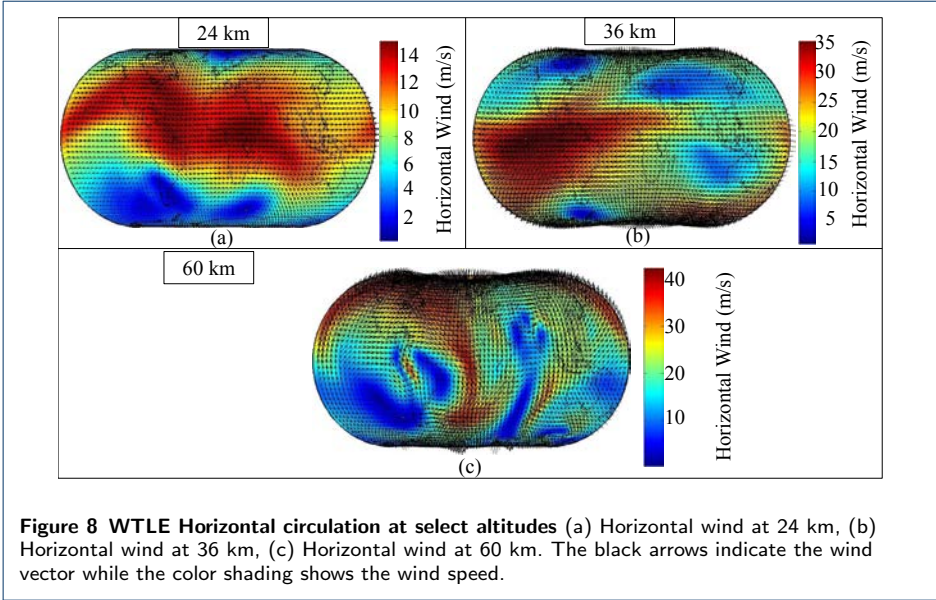 24 km
14
12
10
8
6
4
2
Horizontal Wind (m/s)
(a)
36 km
35
30
25
20
15
10
5
Horizontal Wind (m/s)
(b)
60 km
40
30
20
10
Horizontal Wind (m/s)
(c)
Figure 8 WTLE Horizontal circulation at select altitudes (a) Horizontal wind at 24 km, (b)
Horizontal wind at 36 km, (c) Horizontal wind at 60 km. The black arrows indicate the wind
vector while the color shading shows the wind speed.